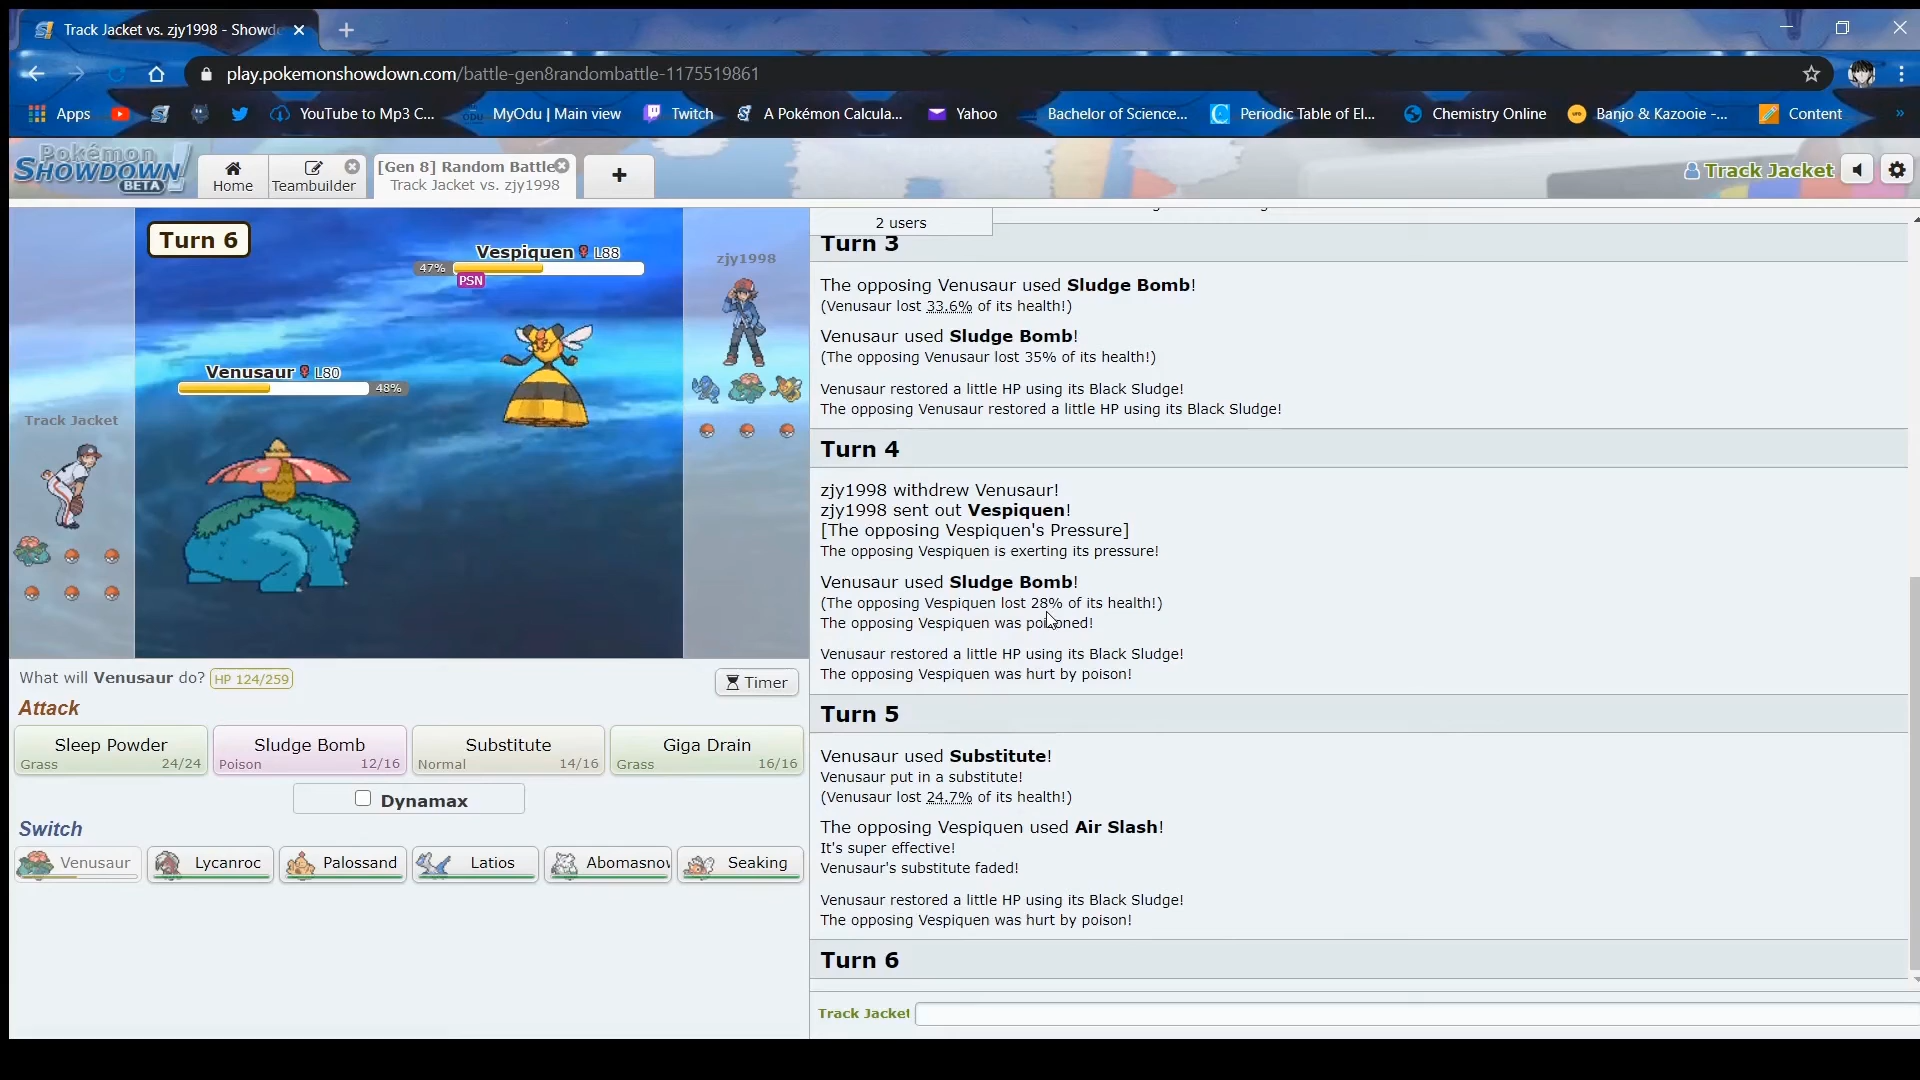 Track Jacket vs. zjy1998 - Showd
play.pokemonshowdown.com/battle-gen8randombattle-1175519861
Apps
YouTube to Mp3 C...
ODU
MyOdu | Main view
Twitch
A Pokémon Calcula...
Yahoo
Bachelor of Science...
Periodic Table of El...
Chemistry Online
Banjo & Kazooie -...
Content
»
Pokémon
SHOWDOWN!
BETA
Home
Teambuilder
[Gen 8] Random Battle
Track Jacket vs. zjy1998
+
Track Jacket
Turn 6
Vespiquen L88
47%
PSN
zjy1998
Venusaur L80
48%
Track Jacket
2 users
Turn 3
The opposing Venusaur used Sludge Bomb!
(Venusaur lost 33.6% of its health!)
Venusaur used Sludge Bomb!
(The opposing Venusaur lost 35% of its health!)
Venusaur restored a little HP using its Black Sludge!
The opposing Venusaur restored a little HP using its Black Sludge!
Turn 4
zjy1998 withdrew Venusaur!
zjy1998 sent out Vespiquen!
[The opposing Vespiquen's Pressure]
The opposing Vespiquen is exerting its pressure!
Venusaur used Sludge Bomb!
(The opposing Vespiquen lost 28% of its health!)
The opposing Vespiquen was poisoned!
Venusaur restored a little HP using its Black Sludge!
The opposing Vespiquen was hurt by poison!
Turn 5
Venusaur used Substitute!
Venusaur put in a substitute!
(Venusaur lost 24.7% of its health!)
The opposing Vespiquen used Air Slash!
It's super effective!
Venusaur's substitute faded!
Venusaur restored a little HP using its Black Sludge!
The opposing Vespiquen was hurt by poison!
Turn 6
Track Jacket
What will Venusaur do? HP 124/259
Timer
Attack
Sleep Powder
Grass 24/24
Sludge Bomb
Poison 12/16
Substitute
Normal 14/16
Giga Drain
Grass 16/16
Dynamax
Switch
Venusaur
Lycanroc
Palossand
Latios
Abomasnow
Seaking